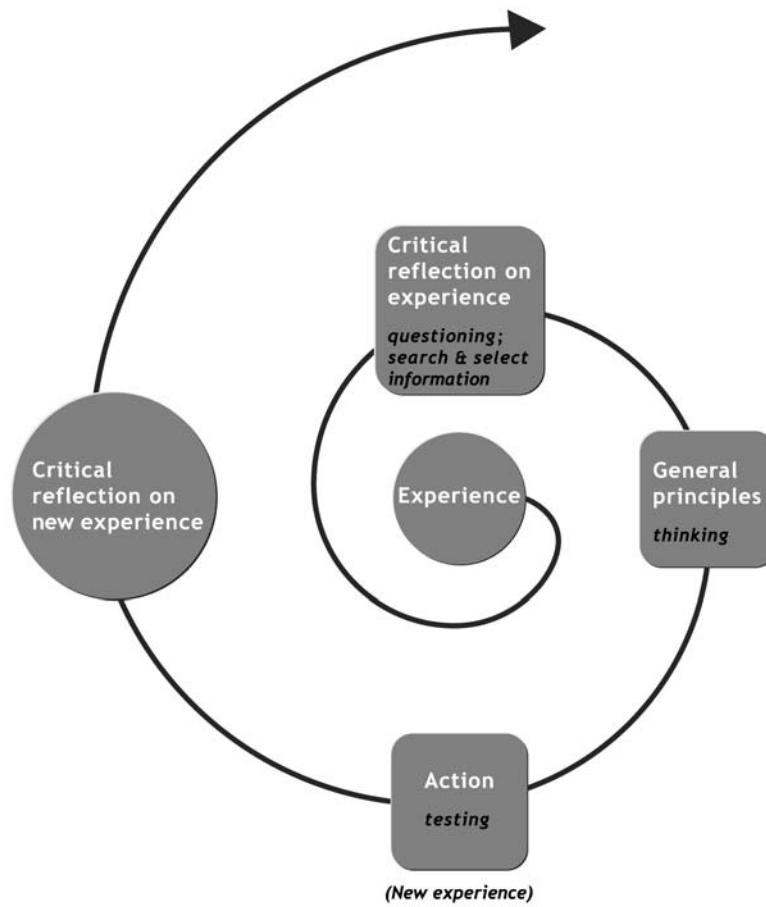 Critical
reflection on
experience
questioning;
search & select
information
Experience
General
principles
thinking
Critical
reflection on
new experience
Action
testing
(New experience)